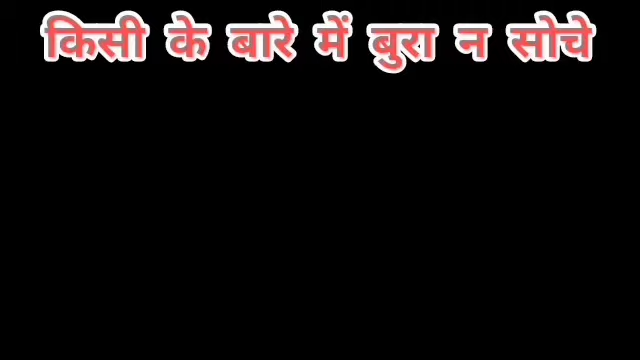 किसी के बारे में बुरा न सोचे